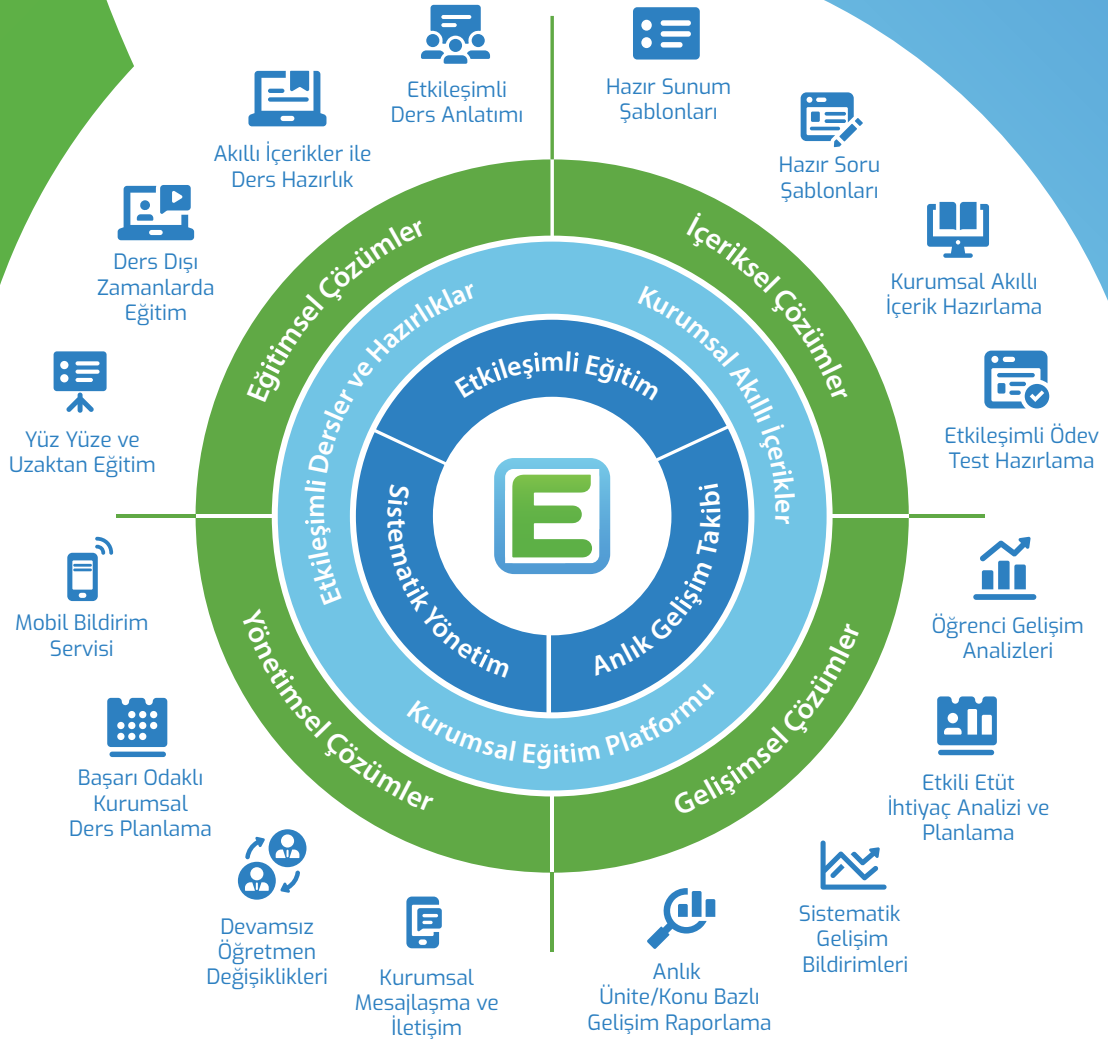 Etkileşimli
Ders Anlatımı
Hazır Sunum
Şablonları
Akıllı İçerikler ile
Ders Hazırlık
Hazır Soru
Şablonları
Ders Dışı
Zamanlarda
Eğitim
Kurumsal Akıllı
İçerik Hazırlama
Yüz Yüze ve
Uzaktan Eğitim
Etkileşimli Ödev
Test Hazırlama
Eğitimsel Çözümler
İçeriksel Çözümler
Etkileşimli Dersler ve Hazırlıklar
Kurumsal Akıllı İçerikler
Etkileşimli Eğitim
Sistematik Yönetim
Anlık Gelişim Takibi
E
Kurumsal Eğitim Platformu
Yönetimsel Çözümler
Gelişimsel Çözümler
Mobil Bildirim
Servisi
Öğrenci Gelişim
Analizleri
Başarı Odaklı
Kurumsal
Ders Planlama
Etkili Etüt
İhtiyaç Analizi ve
Planlama
Devamsız
Öğretmen
Değişiklikleri
Sistematik
Gelişim
Bildirimleri
Kurumsal
Mesajlaşma ve
İletişim
Anlık
Ünite/Konu Bazlı
Gelişim Raporlama